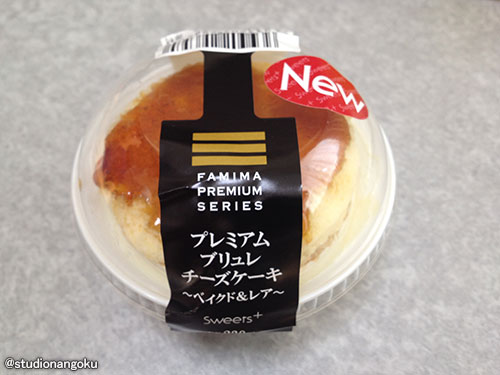 New
FAMIMA
PREMIUM
SERIES
プレミアム
ブリュレ
チーズケーキ
～ベイクド&レア～
Sweets+
@studionangoku